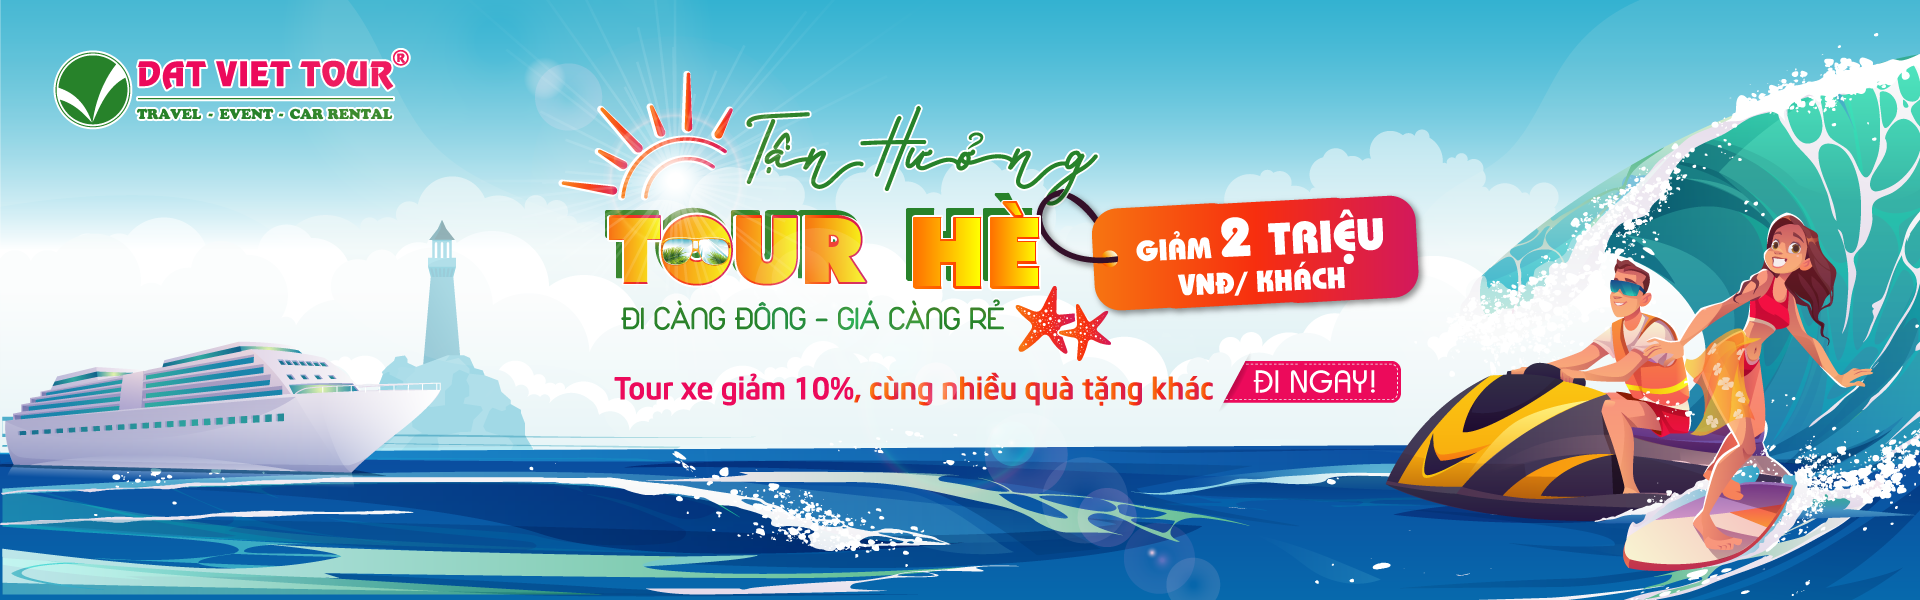 DAT VIET TOUR®
TRAVEL - EVENT - CAR RENTAL
Tận Hưởng
TOUR HÈ
GIẢM 2 TRIỆU
VNĐ/ KHÁCH
ĐI CÀNG ĐÔNG - GIÁ CÀNG RẺ
Tour xe giảm 10%, cùng nhiều quà tặng khác
ĐI NGAY!